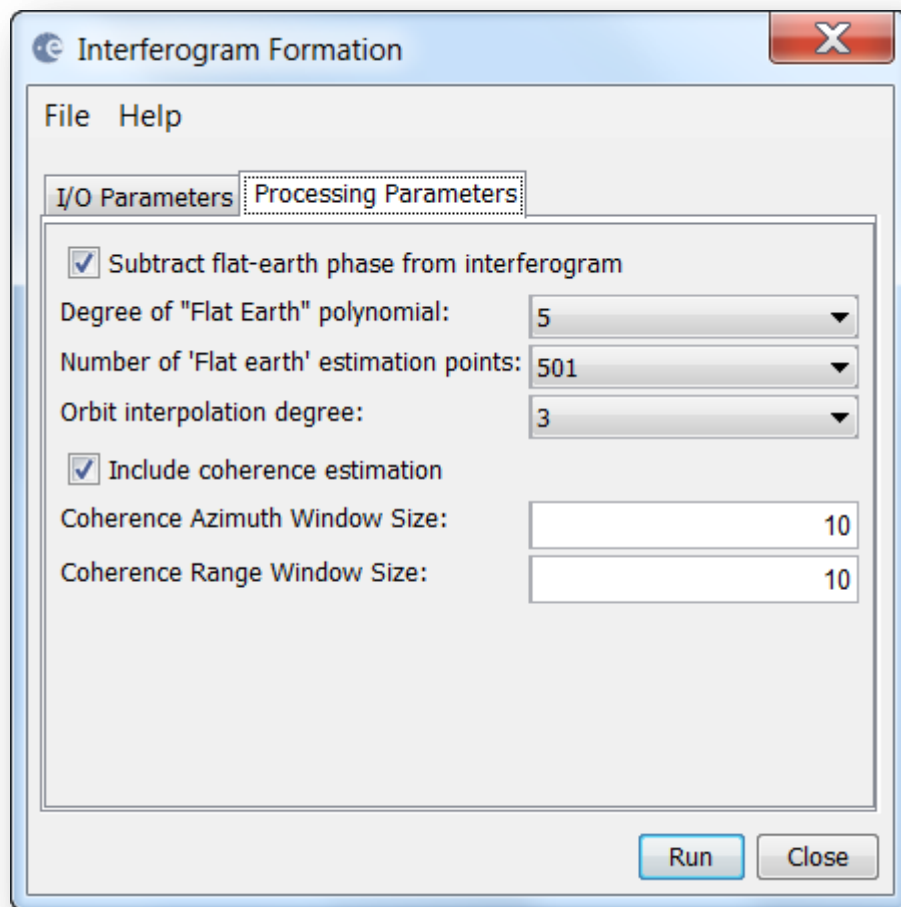 Interferogram Formation
File Help
I/O Parameters Processing Parameters
Subtract flat-earth phase from interferogram
Degree of "Flat Earth" polynomial: 5
Number of 'Flat earth' estimation points: 501
Orbit interpolation degree: 3
Include coherence estimation
Coherence Azimuth Window Size: 10
Coherence Range Window Size: 10
Run Close